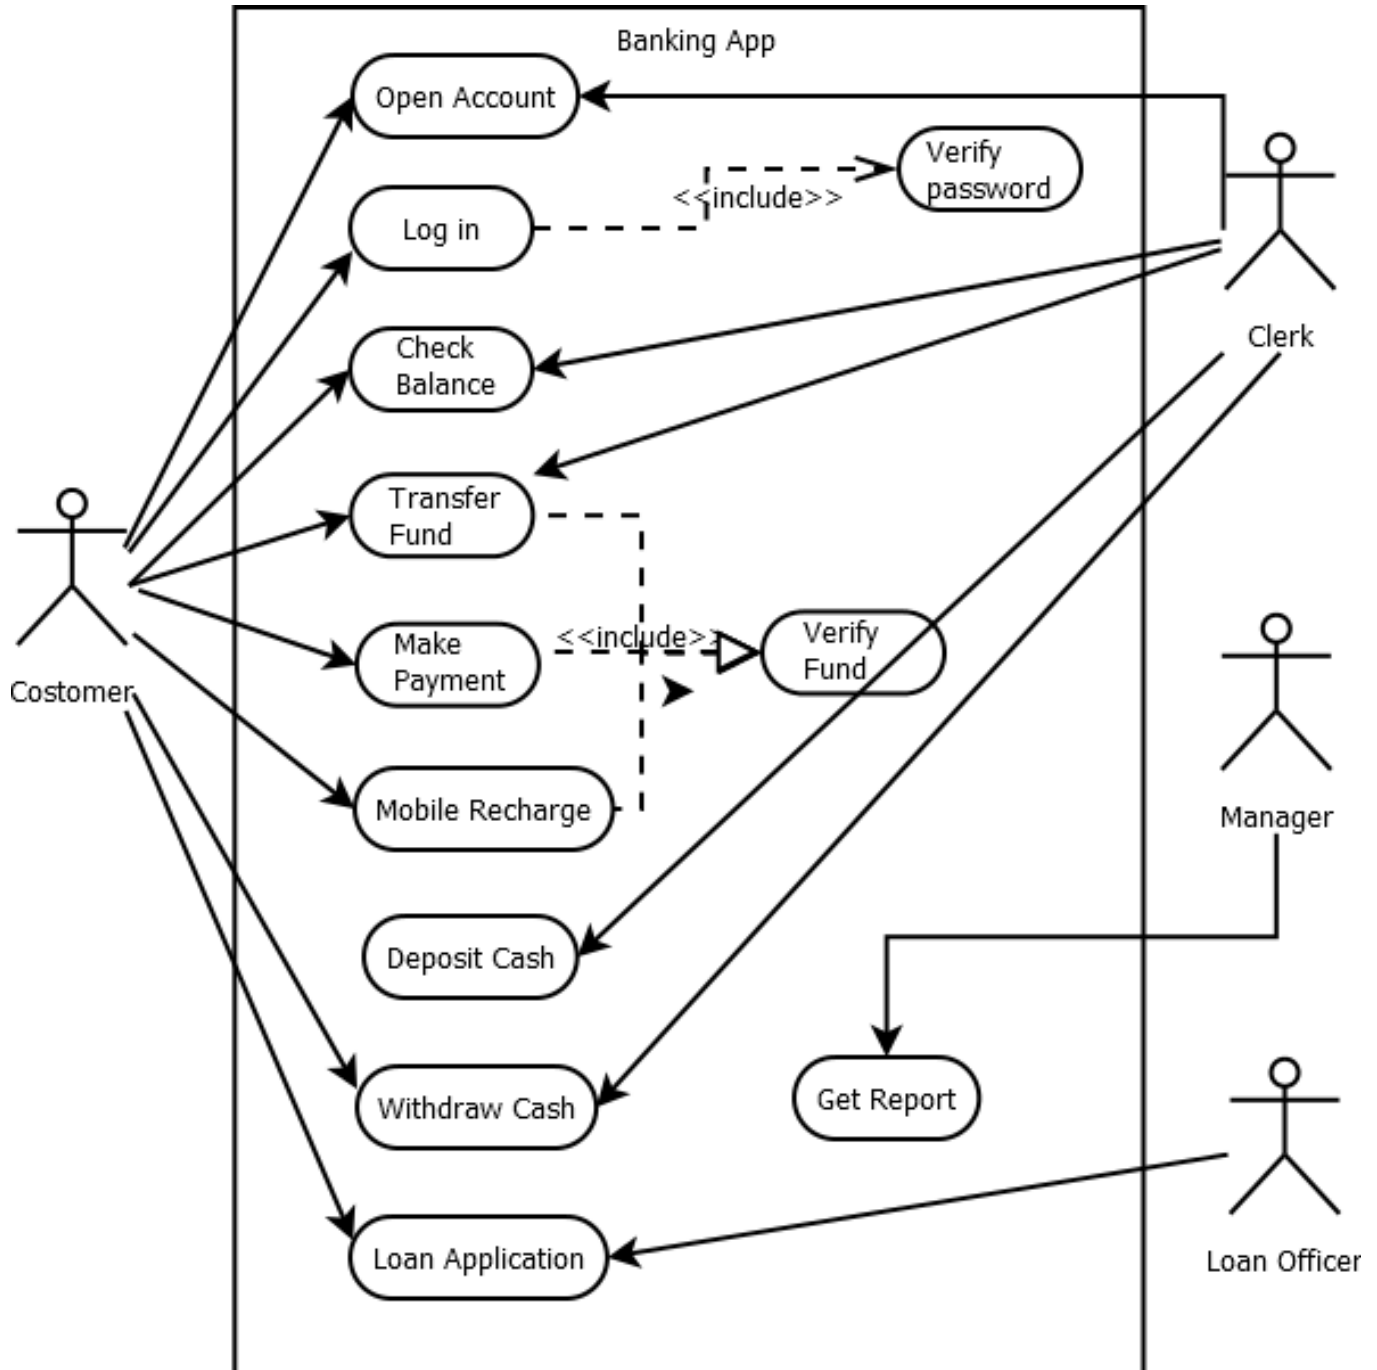 Banking App
Open Account
Verify
password
<<include>>
Log in
Clerk
Check
Balance
Transfer
Fund
<<include>>
Verify
Fund
Make
Payment
Costomer
Mobile Recharge
Manager
Deposit Cash
Get Report
Withdraw Cash
Loan Application
Loan Officer